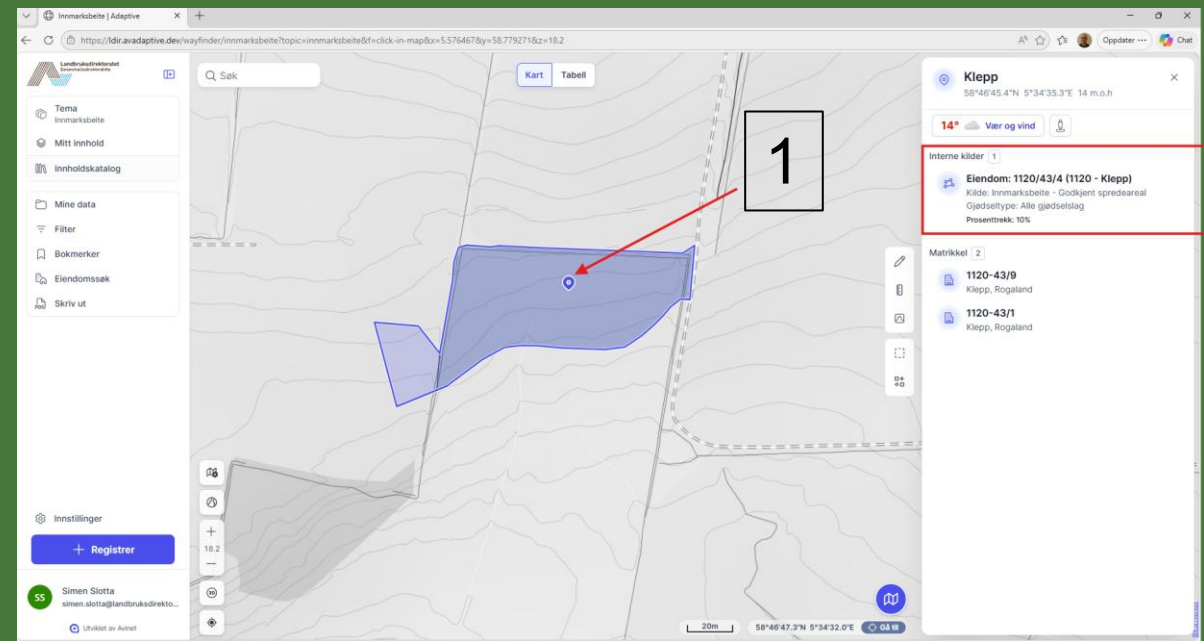 Innmarksbeite | Adaptive
https://ldir.avadaptive.dev/wayfinder/innmarksbeite?topic=innmarksbeite&f=click-in-map&x=5.576467&y=58.779271&z=18.2
Oppdater ···
Chat
Landbruksdirektoratet
Tema
Innmarksbeite
Mitt innhold
Innholdskatalog
Mine data
Filter
Bokmerker
Eiendomssøk
Skriv ut
Innstillinger
+ Registrer
SS
Simen Slotta
simen.slotta@landbruksdirekto...
Utviklet av Avinet
Søk
Kart
Tabell
1
18.2
3D
20m
58°46'47.3"N 5°34'32.0"E
Gå til
Klepp
58°46'45.4"N 5°34'35.3"E 14 m.o.h
14°
Vær og vind
Interne kilder 1
Eiendom: 1120/43/4 (1120 - Klepp)
Kilde: Innmarksbeite - Godkjent spredeareal
Gjødseltype: Alle gjødselslag
Prosenttrekk: 10%
Matrikkel 2
1120-43/9
Klepp, Rogaland
1120-43/1
Klepp, Rogaland